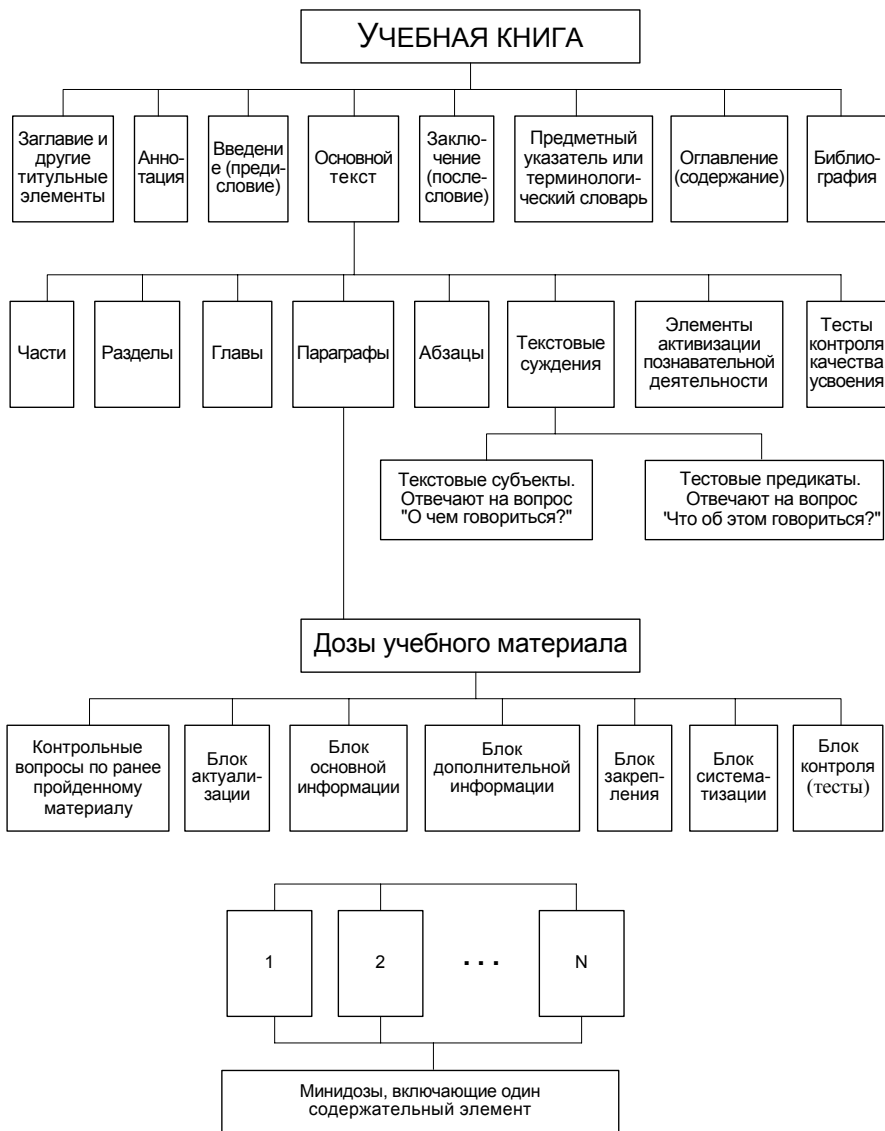 УЧЕБНАЯ КНИГА
Заглавие и
другие
титульные
элементы
Анно-
тация
Введени
е (преди-
словие)
Основной
текст
Заклю-
чение
(после-
словие)
Предметный
указатель или
терминологи-
ческий словарь
Оглавление
(содержание)
Библио-
графия
Части
Разделы
Главы
Параграфы
Абзацы
Текстовые
суждения
Элементы
активизации
познавательной
деятельности
Тесты
контроля
качества
усвоения
Текстовые субъекты.
Отвечают на вопрос
"О чем говориться?"
Тестовые предикаты.
Отвечают на вопрос
'Что об этом говориться?"
Дозы учебного материала
Контрольные
вопросы по ранее
пройденному
материалу
Блок
актуали-
зации
Блок
основной
информации
Блок
дополнительной
информации
Блок
закреп-
ления
Блок
система-
тизации
Блок
контроля
(тесты)
1
2
...
N
Минидозы, включающие один
содержательный элемент